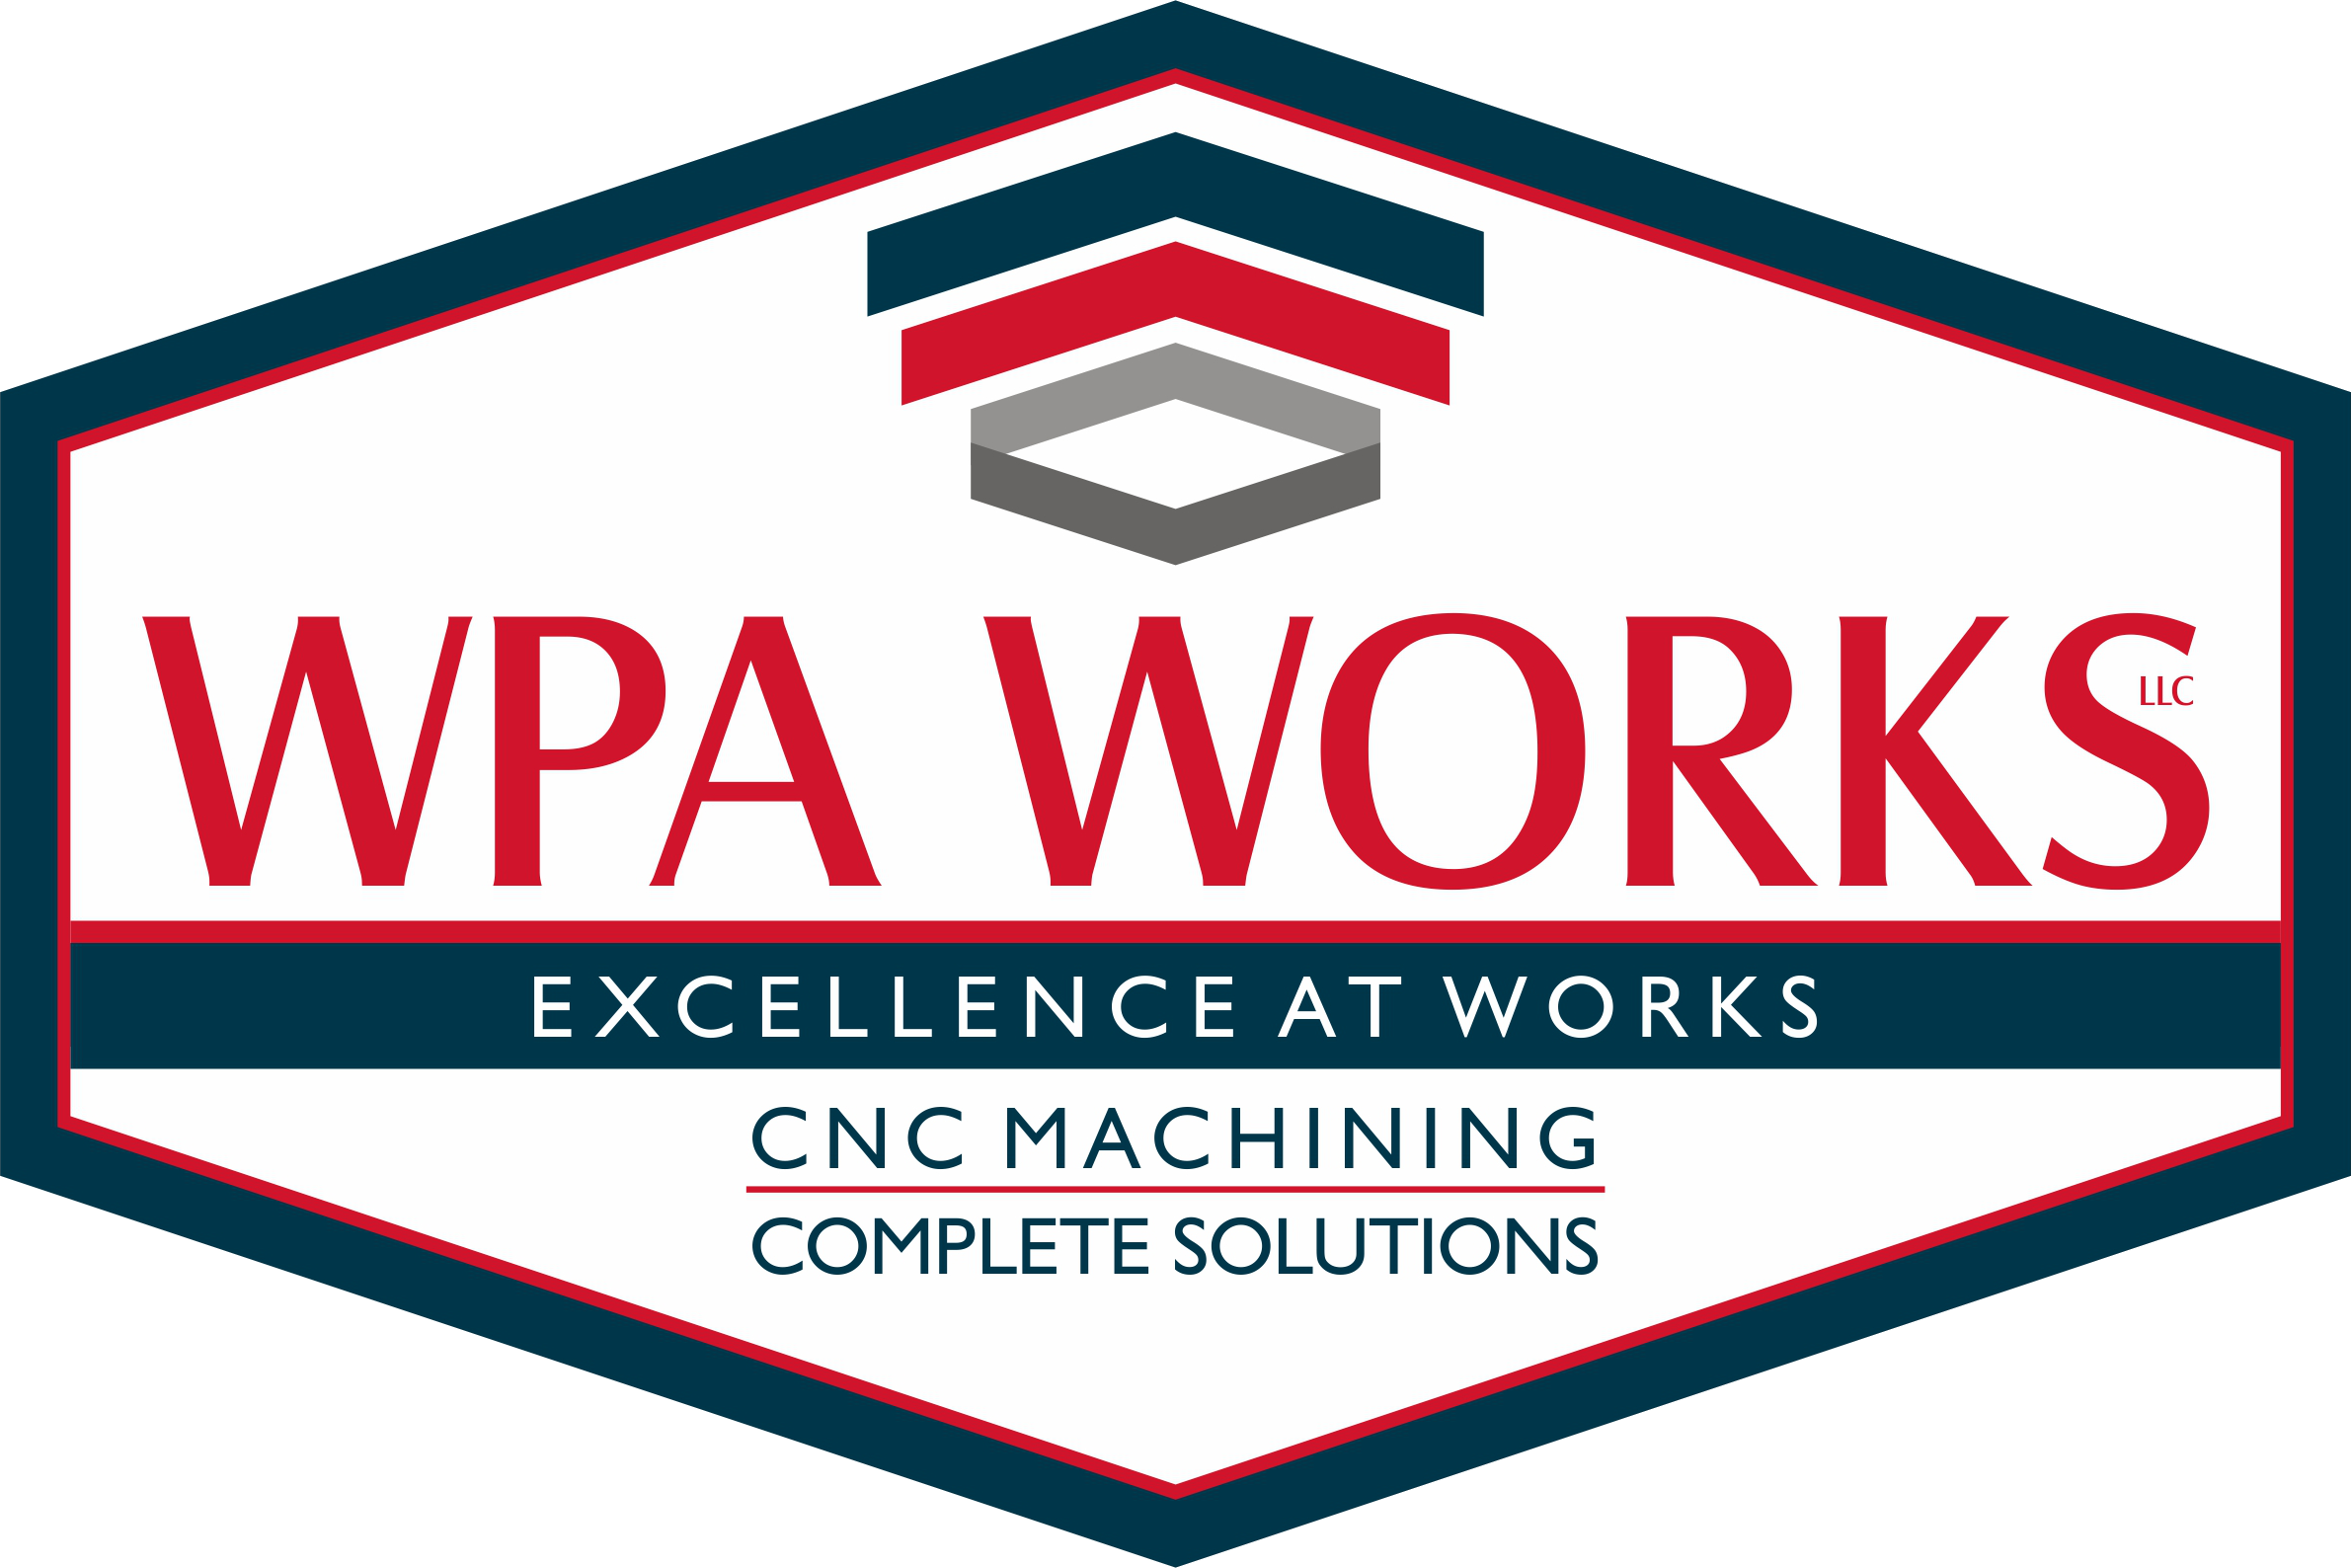 WPA WORKS
LLC
EXCELLENCE AT WORKS
CNC MACHINING
COMPLETE SOLUTIONS